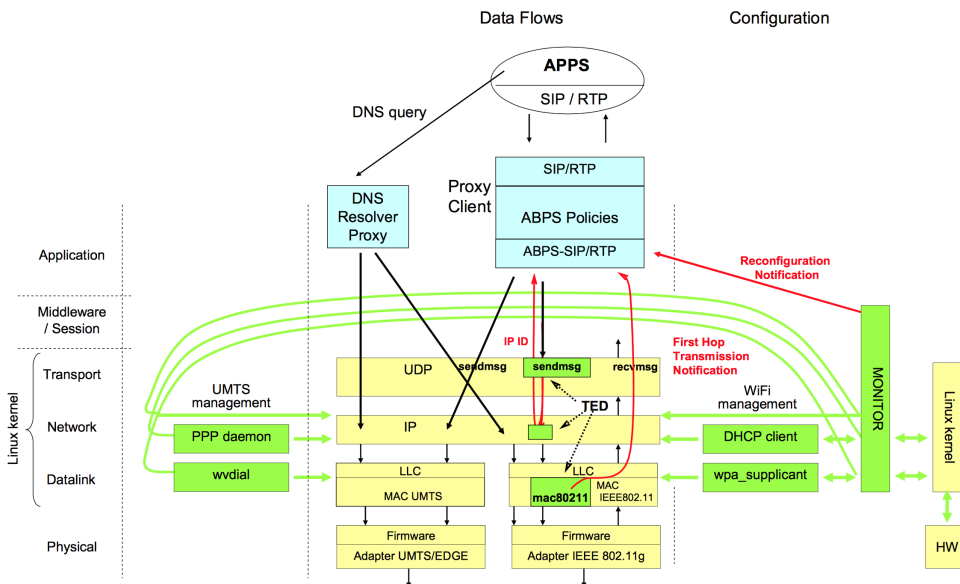 Data Flows
Configuration
APPS
SIP / RTP
DNS query
Proxy
Client
SIP/RTP
ABPS Policies
ABPS-SIP/RTP
DNS
Resolver
Proxy
Application
Reconfiguration
Notification
Middleware
/ Session
IP ID
First Hop
Transmission
Notification
Transport
UDP
sendmsg
sendmsg
recvmsg
MONITOR
Linux kernel
Linux kernel
UMTS
management
TED
WiFi
management
Network
PPP daemon
IP
DHCP client
Datalink
wvdial
LLC
MAC UMTS
LLC
mac80211
MAC
IEEE802.11
wpa_supplicant
Physical
Firmware
Adapter UMTS/EDGE
Firmware
Adapter IEEE 802.11g
HW